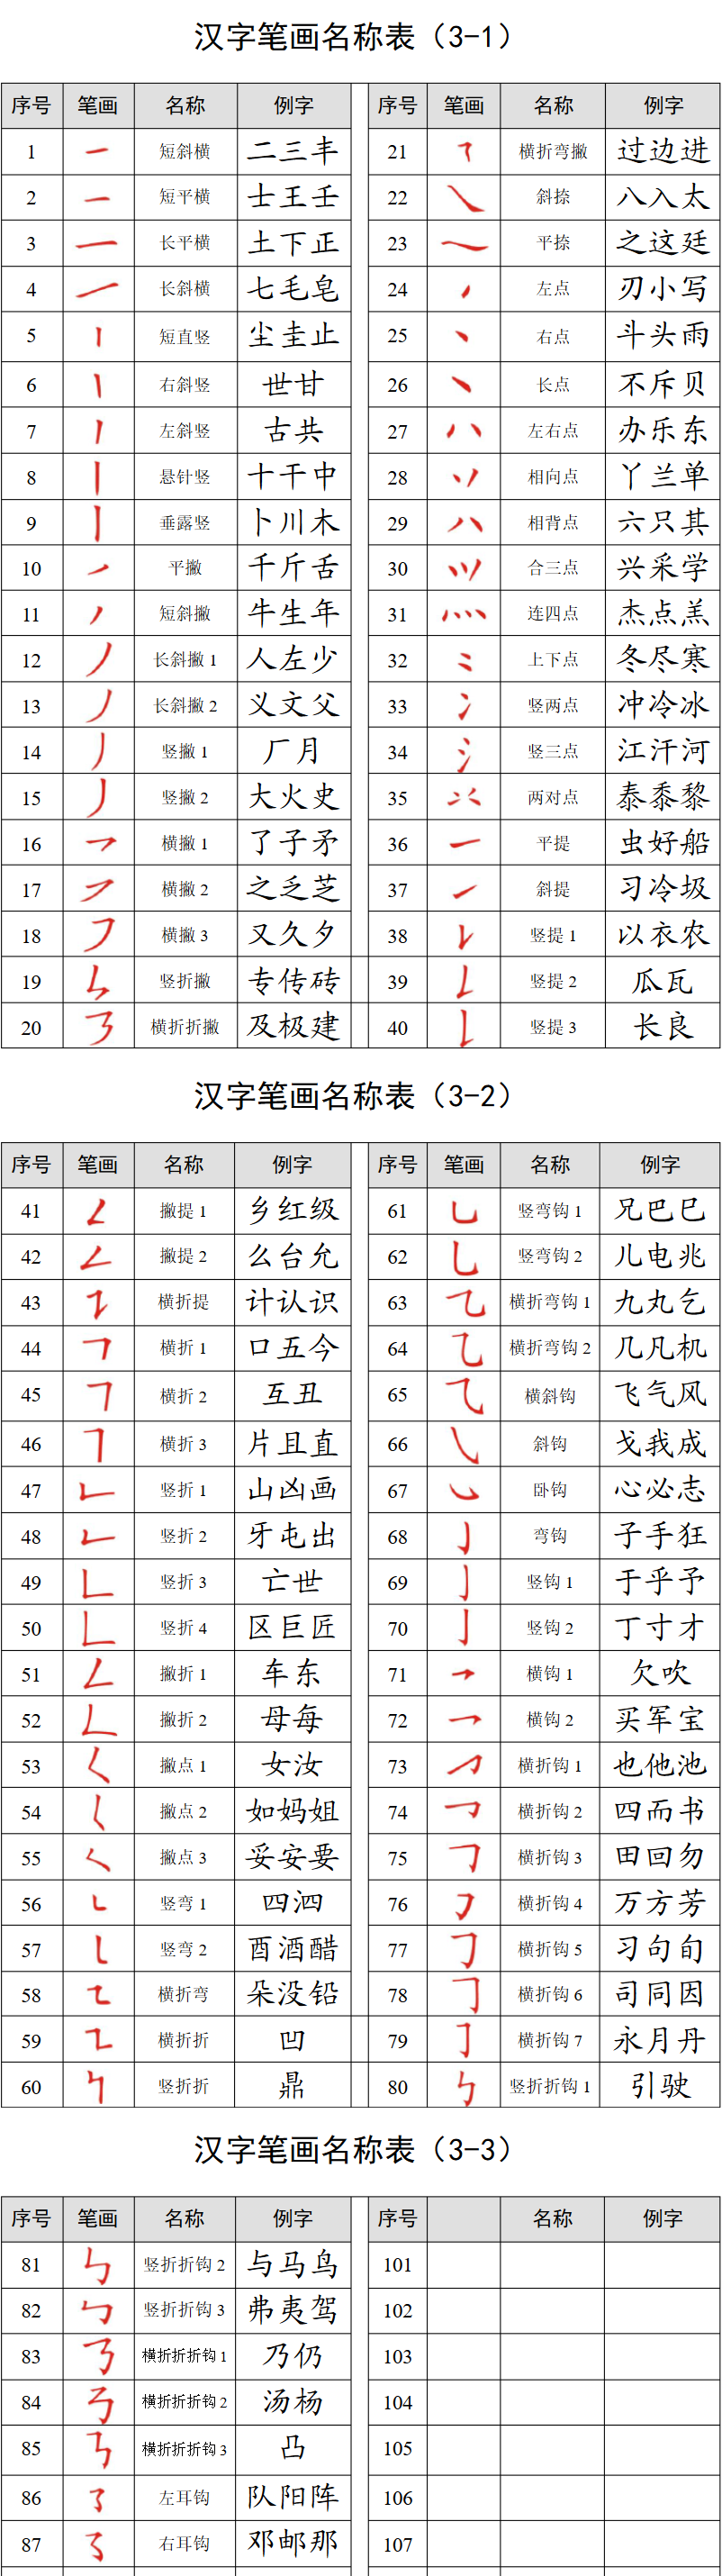 汉字笔画名称表（3-1）
序号 笔画 名称 例字 序号 笔画 名称 例字
1 短斜横 二三丰 21 横折弯撇 过边进
2 短平横 士王壬 22 斜捺 八入太
3 长平横 土下正 23 平捺 之这廷
4 长斜横 七毛皂 24 左点 刃小写
5 短直竖 尘圭止 25 右点 斗头雨
6 右斜竖 世甘 26 长点 不斥贝
7 左斜竖 古共 27 左右点 办乐东
8 悬针竖 十干中 28 相向点 丫兰单
9 垂露竖 卜川木 29 相背点 六只其
10 平撇 千斤舌 30 合三点 兴采学
11 短斜撇 牛生年 31 连四点 杰点羔
12 长斜撇 1 人左少 32 上下点 冬尽寒
13 长斜撇 2 义文父 33 竖两点 冲冷冰
14 竖撇 1 厂月 34 竖三点 江汗河
15 竖撇 2 大火史 35 两对点 泰黍黎
16 横撇 1 了子矛 36 平提 虫好船
17 横撇 2 之乏芝 37 斜提 习冷圾
18 横撇 3 又久夕 38 竖提 1 以衣农
19 竖折撇 专传砖 39 竖提 2 瓜瓦
20 横折折撇 及极建 40 竖提 3 长良
汉字笔画名称表（3-2）
序号 笔画 名称 例字 序号 笔画 名称 例字
41 撇提 1 乡红级 61 竖弯钩 1 兄巴巳
42 撇提 2 么台允 62 竖弯钩 2 儿电兆
43 横折提 计认识 63 横折弯钩 1 九丸乞
44 横折 1 口五今 64 横折弯钩 2 几凡机
45 横折 2 互丑 65 横斜钩 飞气风
46 横折 3 片且直 66 斜钩 戈我成
47 竖折 1 山凶画 67 卧钩 心必志
48 竖折 2 牙屯出 68 弯钩 子手狂
49 竖折 3 亡世 69 竖钩 1 于乎予
50 竖折 4 区巨匠 70 竖钩 2 丁寸才
51 撇折 1 车东 71 横钩 1 欠吹
52 撇折 2 母每 72 横钩 2 买军宝
53 撇点 1 女汝 73 横折钩 1 也他池
54 撇点 2 如妈姐 74 横折钩 2 四而书
55 撇点 3 妥安要 75 横折钩 3 田回勿
56 竖弯 1 四泗 76 横折钩 4 万方芳
57 竖弯 2 酉酒醋 77 横折钩 5 习句旬
58 横折弯 朵没铅 78 横折钩 6 司同因
59 横折折 凹 79 横折钩 7 永月丹
60 竖折折 鼎 80 竖折折钩 1 引驶
汉字笔画名称表（3-3）
序号 笔画 名称 例字 序号 名称 例字
81 竖折折钩 2 与马鸟 101
82 竖折折钩 3 弗夷驾 102
83 横折折折钩 1 乃仍 103
84 横折折折钩 2 汤杨 104
85 横折折折钩 3 凸 105
86 左耳钩 队阳阵 106
87 右耳钩 邓邮那 107